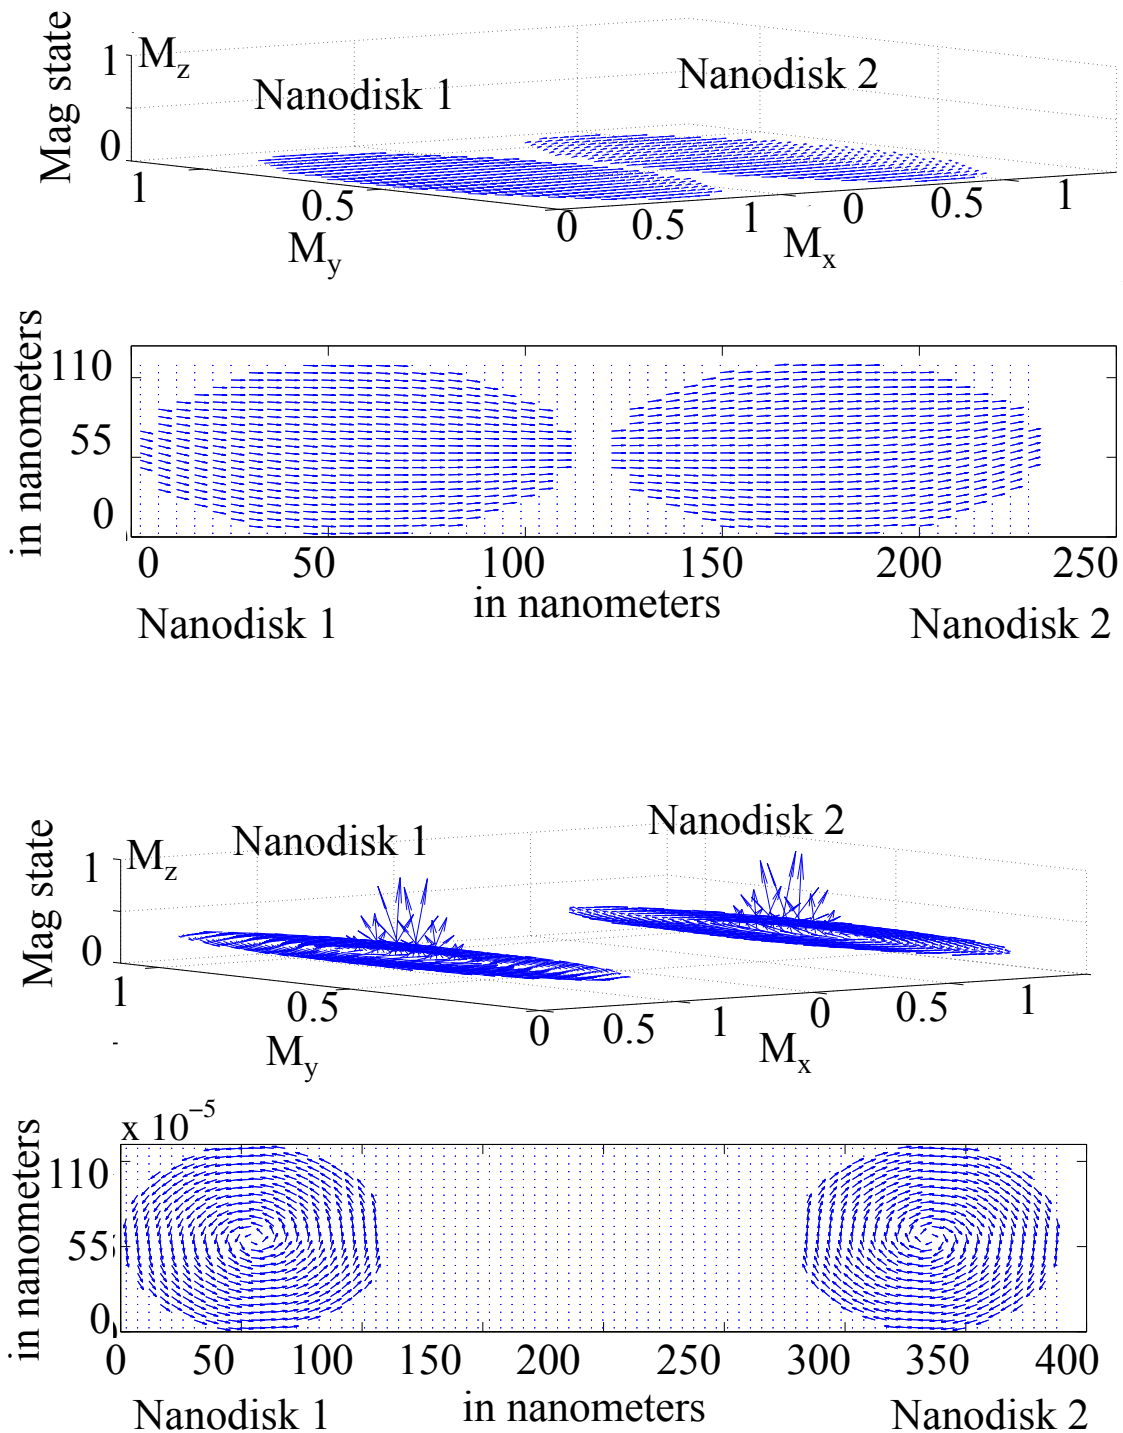 Mag state
1
M_z
Nanodisk 1
Nanodisk 2
0
1
0.5
0
0.5
1
0
0.5
1
M_y
M_x
in nanometers
110
55
0
0
50
100
150
200
250
Nanodisk 1
in nanometers
Nanodisk 2
Mag state
1
M_z
Nanodisk 1
Nanodisk 2
0
1
0.5
0
0.5
1
0
0.5
1
M_y
M_x
x 10^−5
in nanometers
110
55
0
0
50
100
150
200
300
350
400
Nanodisk 1
in nanometers
Nanodisk 2